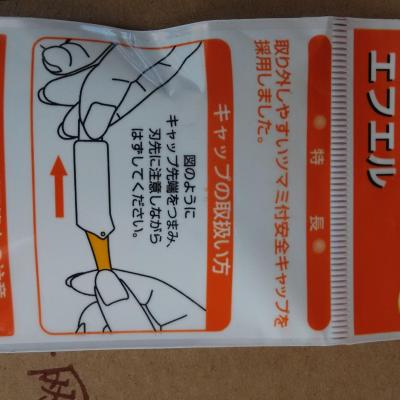 エフエル
特長
取り外しやすいツマミ付安全キャップを
採用しました。
キャップの取扱い方
図のように
キャップ先端をつまみ
刃先に注意しながら
はずしてください。